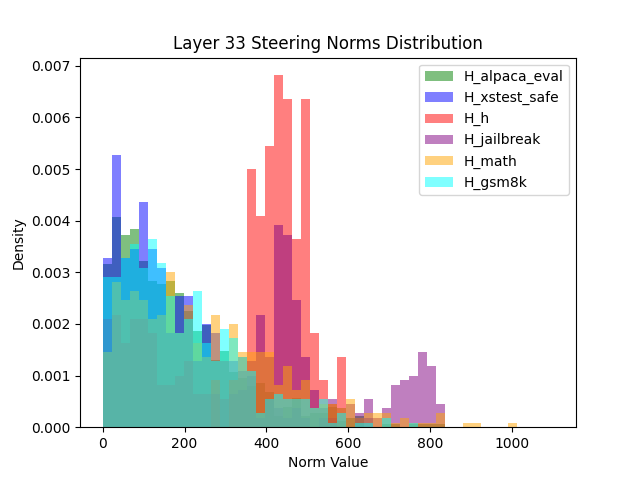 Layer 33 Steering Norms Distribution
H_alpaca_eval
H_xstest_safe
H_h
H_jailbreak
H_math
H_gsm8k
0.007
0.006
0.005
0.004
0.003
0.002
0.001
0.000
Density
0
200
400
600
800
1000
Norm Value